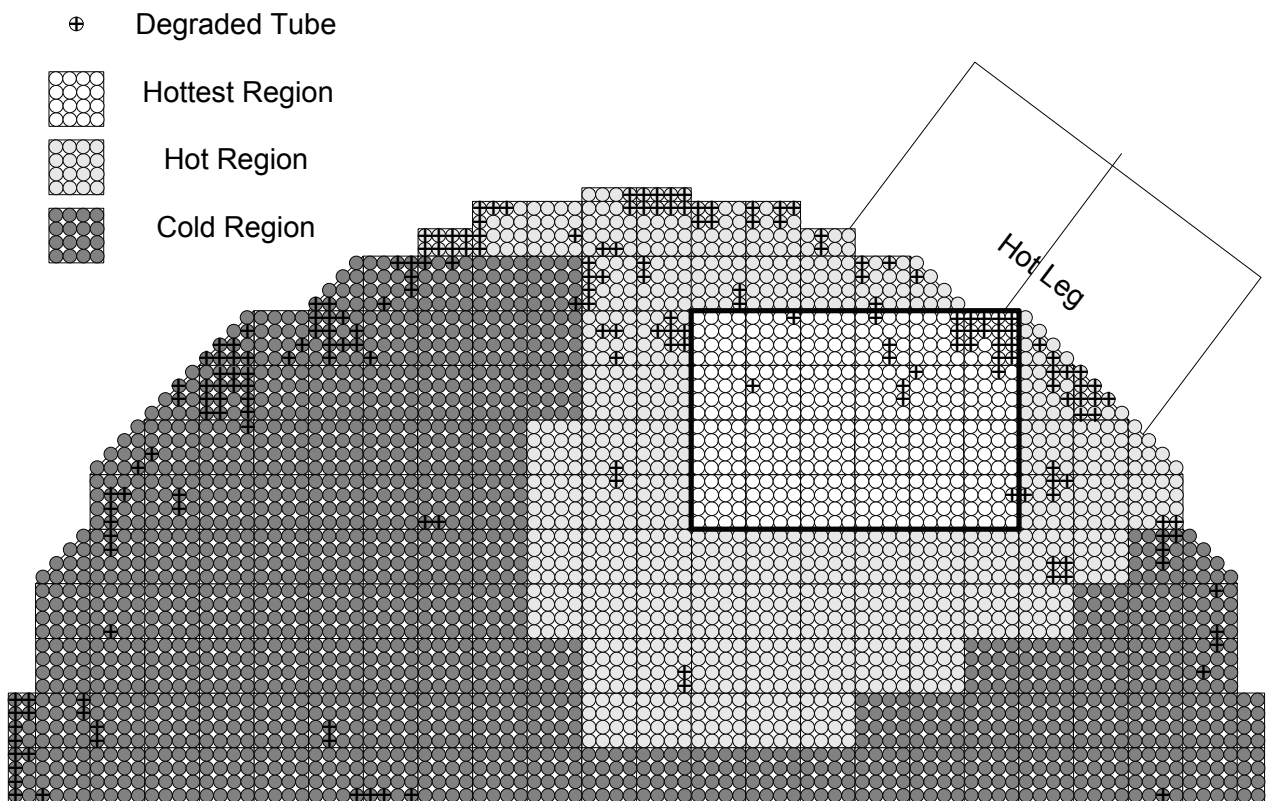 Degraded Tube
Hottest Region
Hot Region
Cold Region
Hot Leg